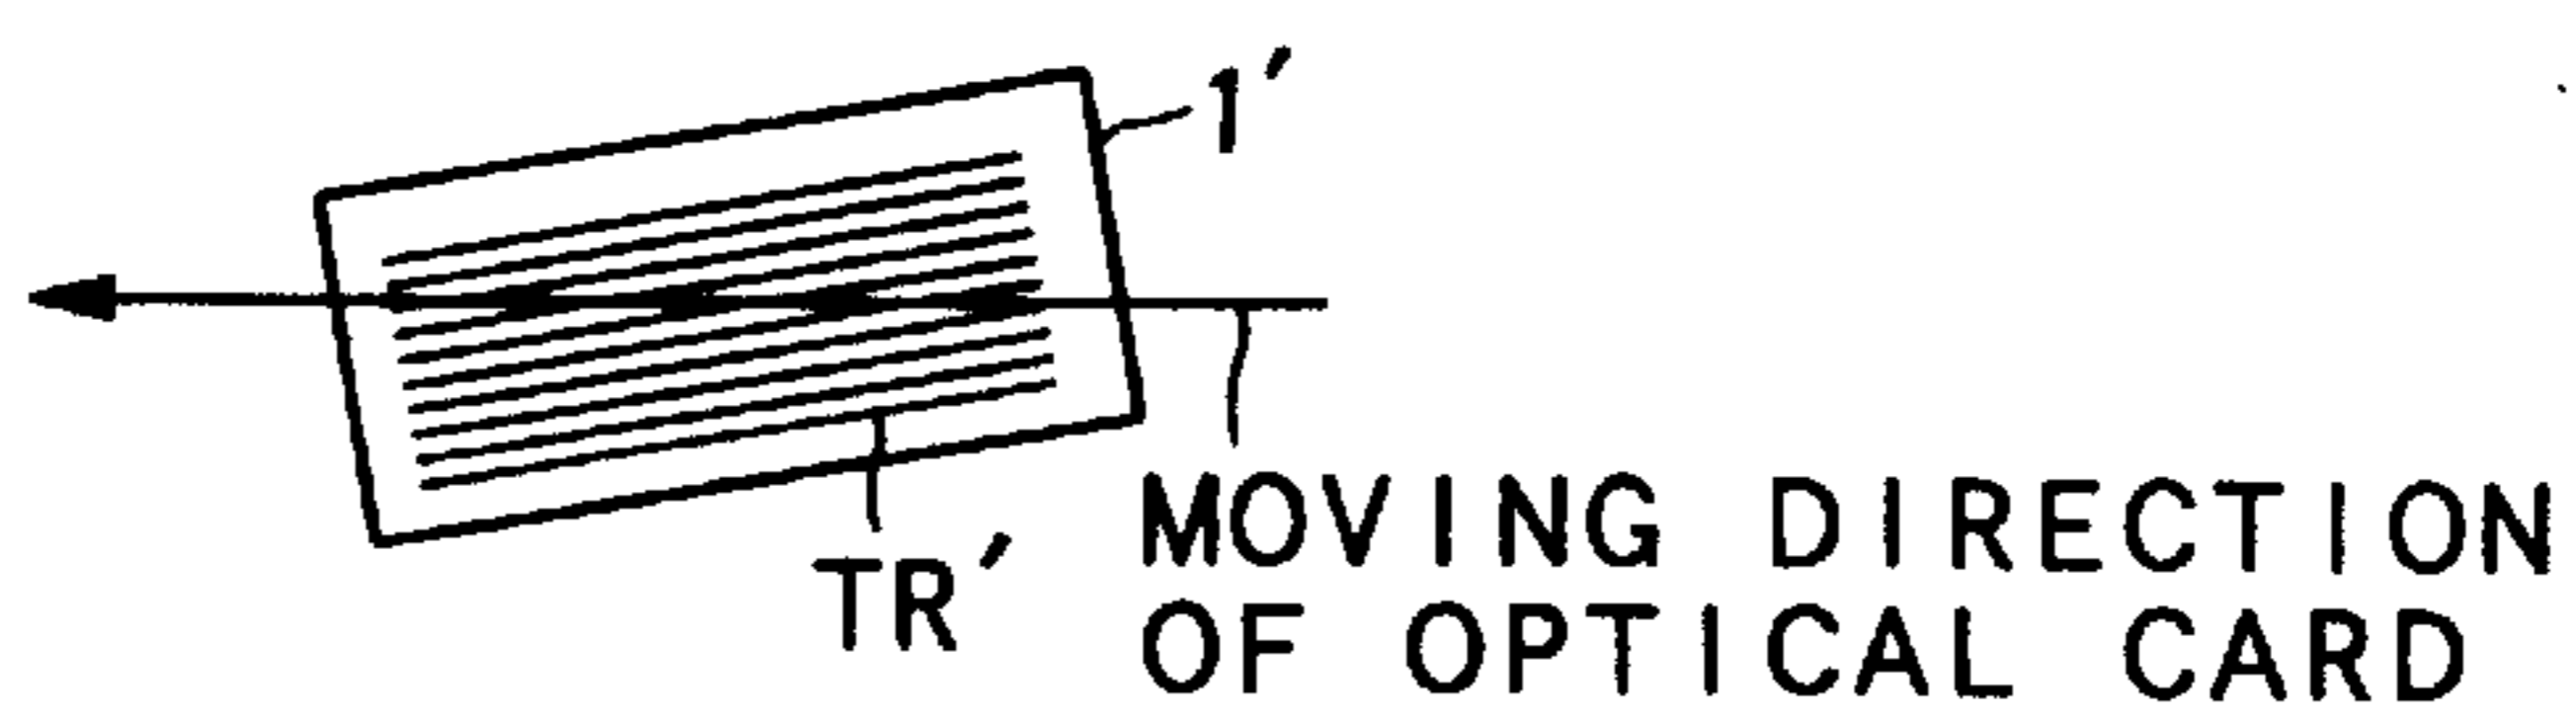 1′
TR′
MOVING DIRECTION
OF OPTICAL CARD